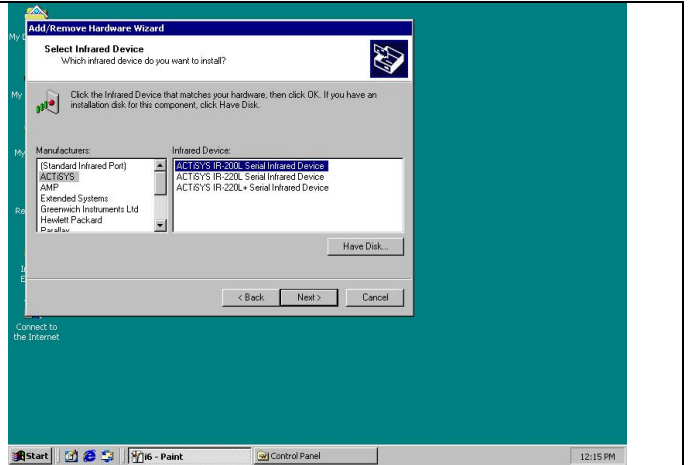 Add/Remove Hardware Wizard
Select Infrared Device
Which infrared device do you want to install?
Click the Infrared Device that matches your hardware, then click OK. If you have an
installation disk for this component, click Have Disk.
Manufacturers:
(Standard Infrared Port)
ACTiSYS
AMP
Extended Systems
Greenwich Instruments Ltd
Hewlett Packard
Parallax
Infrared Device:
ACTiSYS IR-200L Serial Infrared Device
ACTiSYS IR-220L Serial Infrared Device
ACTiSYS IR-220L+ Serial Infrared Device
Have Disk...
< Back
Next >
Cancel
My
My
My
Connect to
the Internet
Start
i6 - Paint
Control Panel
12:15 PM